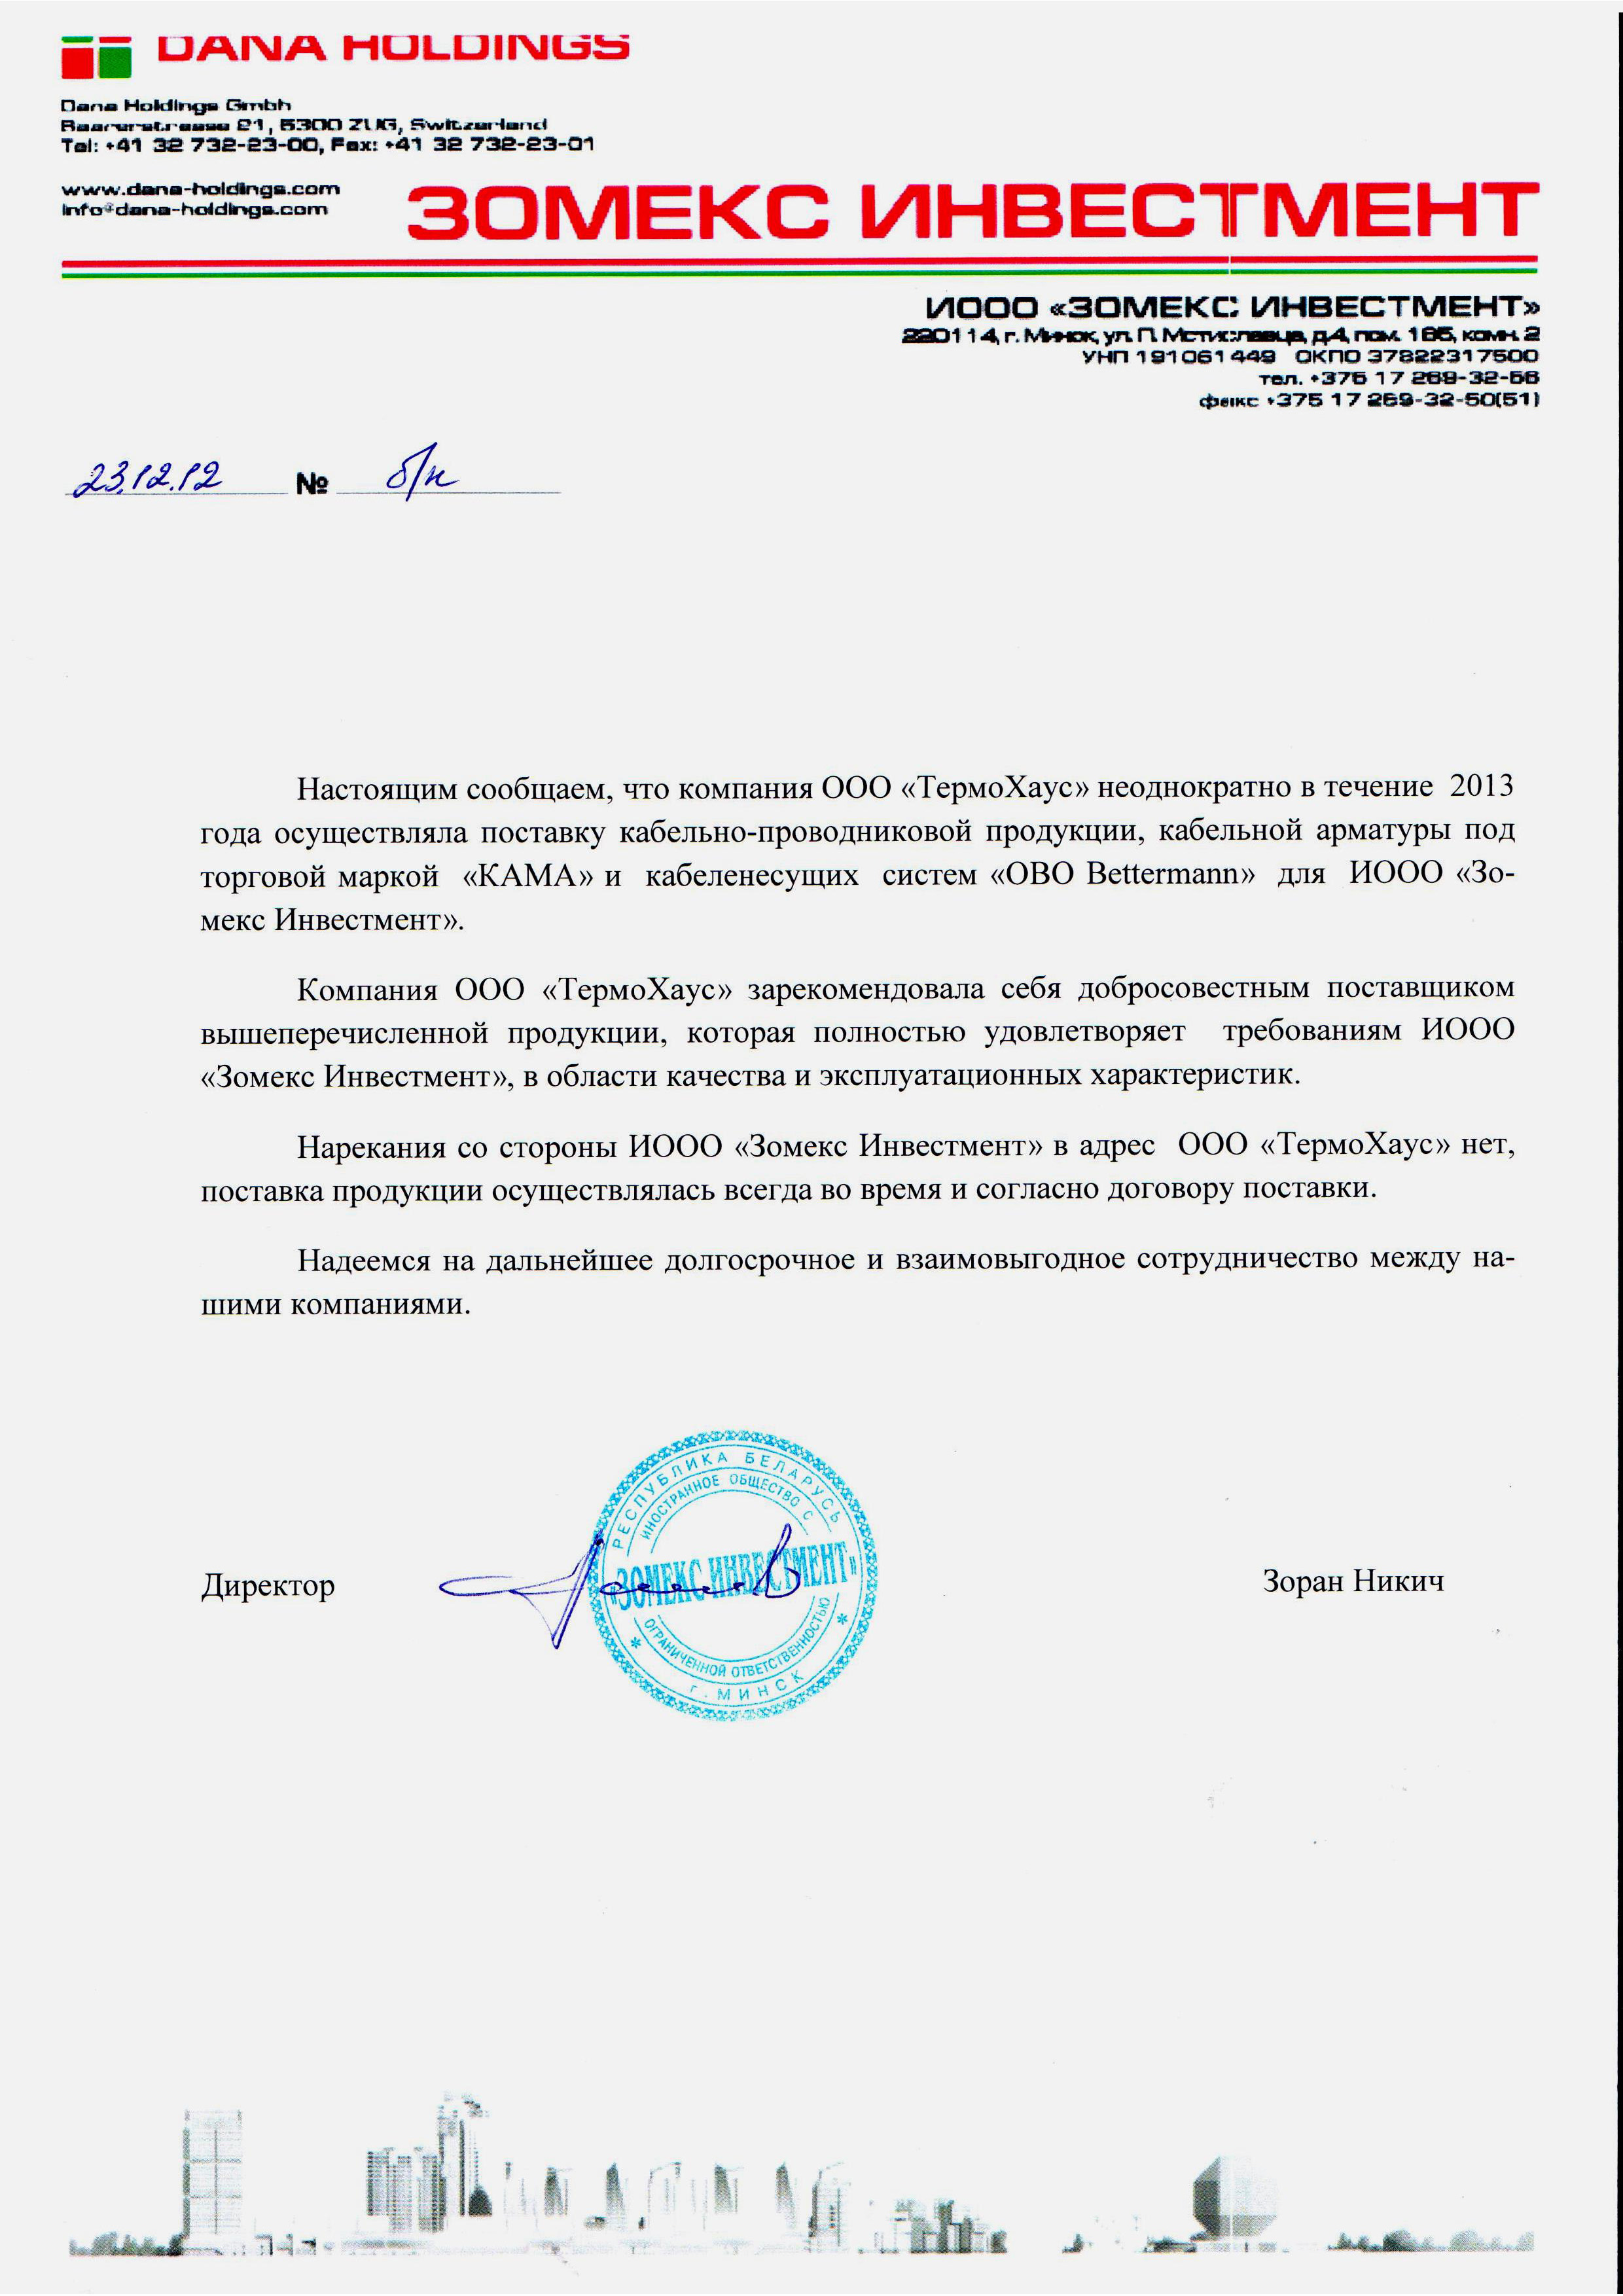 DANA HOLDINGS
Dana Holdings Gmbh
Baarerstrasse 21, 6300 ZUG, Switzerland
Tel: +41 32 732-23-00, Fax: +41 32 732-23-01
www.dana-holdings.com
info@dana-holdings.com
ЗОМЕКС ИНВЕСТМЕНТ
ИООО «ЗОМЕКС ИНВЕСТМЕНТ»
220114, г. Минск, ул. П. Мстиславца, д.4, пом. 185, комн. 2
УНП 191061449 ОКПО 37822317500
тел. +375 17 269-32-56
факс +375 17 269-32-50(51)
23.12.12 № б/н
Настоящим сообщаем, что компания ООО «ТермоХаус» неоднократно в течение 2013
года осуществляла поставку кабельно-проводниковой продукции, кабельной арматуры под
торговой маркой «КАМА» и кабеленесущих систем «OBO Bettermann» для ИООО «Зо-
мекс Инвестмент».
Компания ООО «ТермоХаус» зарекомендовала себя добросовестным поставщиком
вышеперечисленной продукции, которая полностью удовлетворяет требованиям ИООО
«Зомекс Инвестмент», в области качества и эксплуатационных характеристик.
Нарекания со стороны ИООО «Зомекс Инвестмент» в адрес ООО «ТермоХаус» нет,
поставка продукции осуществлялась всегда во время и согласно договору поставки.
Надеемся на дальнейшее долгосрочное и взаимовыгодное сотрудничество между на-
шими компаниями.
РЕСПУБЛИКА БЕЛАРУСЬ
ИНОСТРАННОЕ ОБЩЕСТВО С
«ЗОМЕКС ИНВЕСТМЕНТ»
ОГРАНИЧЕННОЙ ОТВЕТСТВЕННОСТЬЮ
г. МИНСК
Директор Зоран Никич